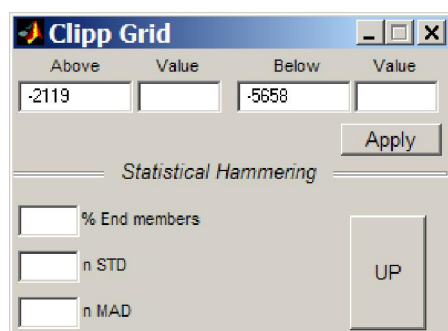 Clipp Grid
Above Value Below Value
-2119 -5658
Apply
Statistical Hammering
% End members
n STD
UP
n MAD